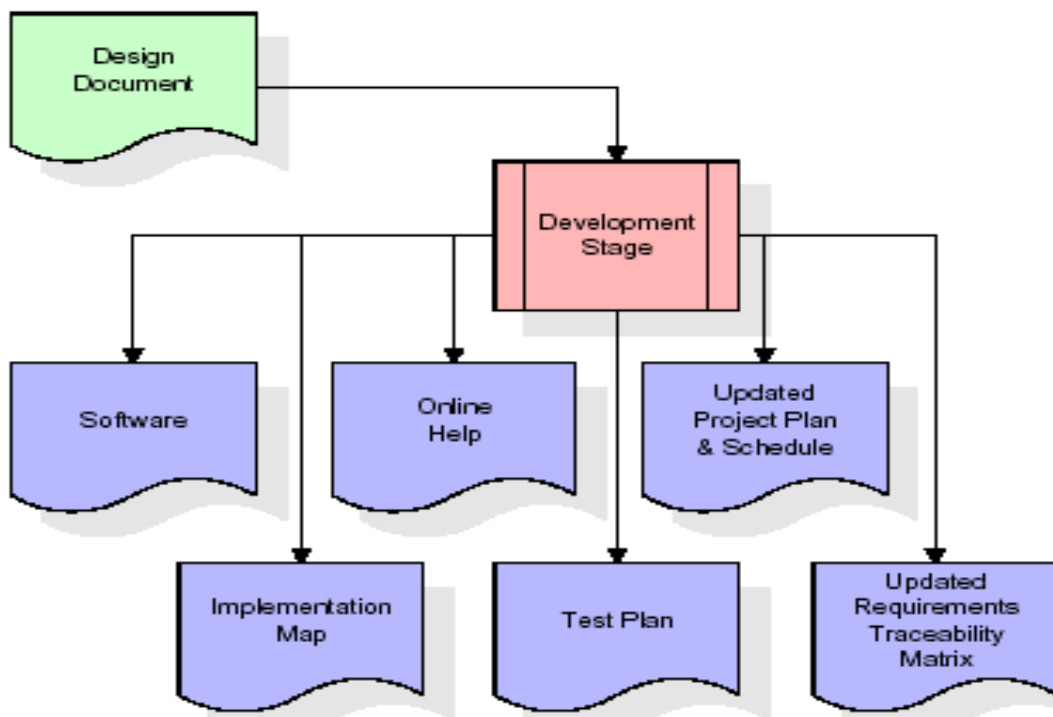 Design
Document
Development
Stage
Software
Online
Help
Updated
Project Plan
& Schedule
Implementation
Map
Test Plan
Updated
Requirements
Traceability
Matrix